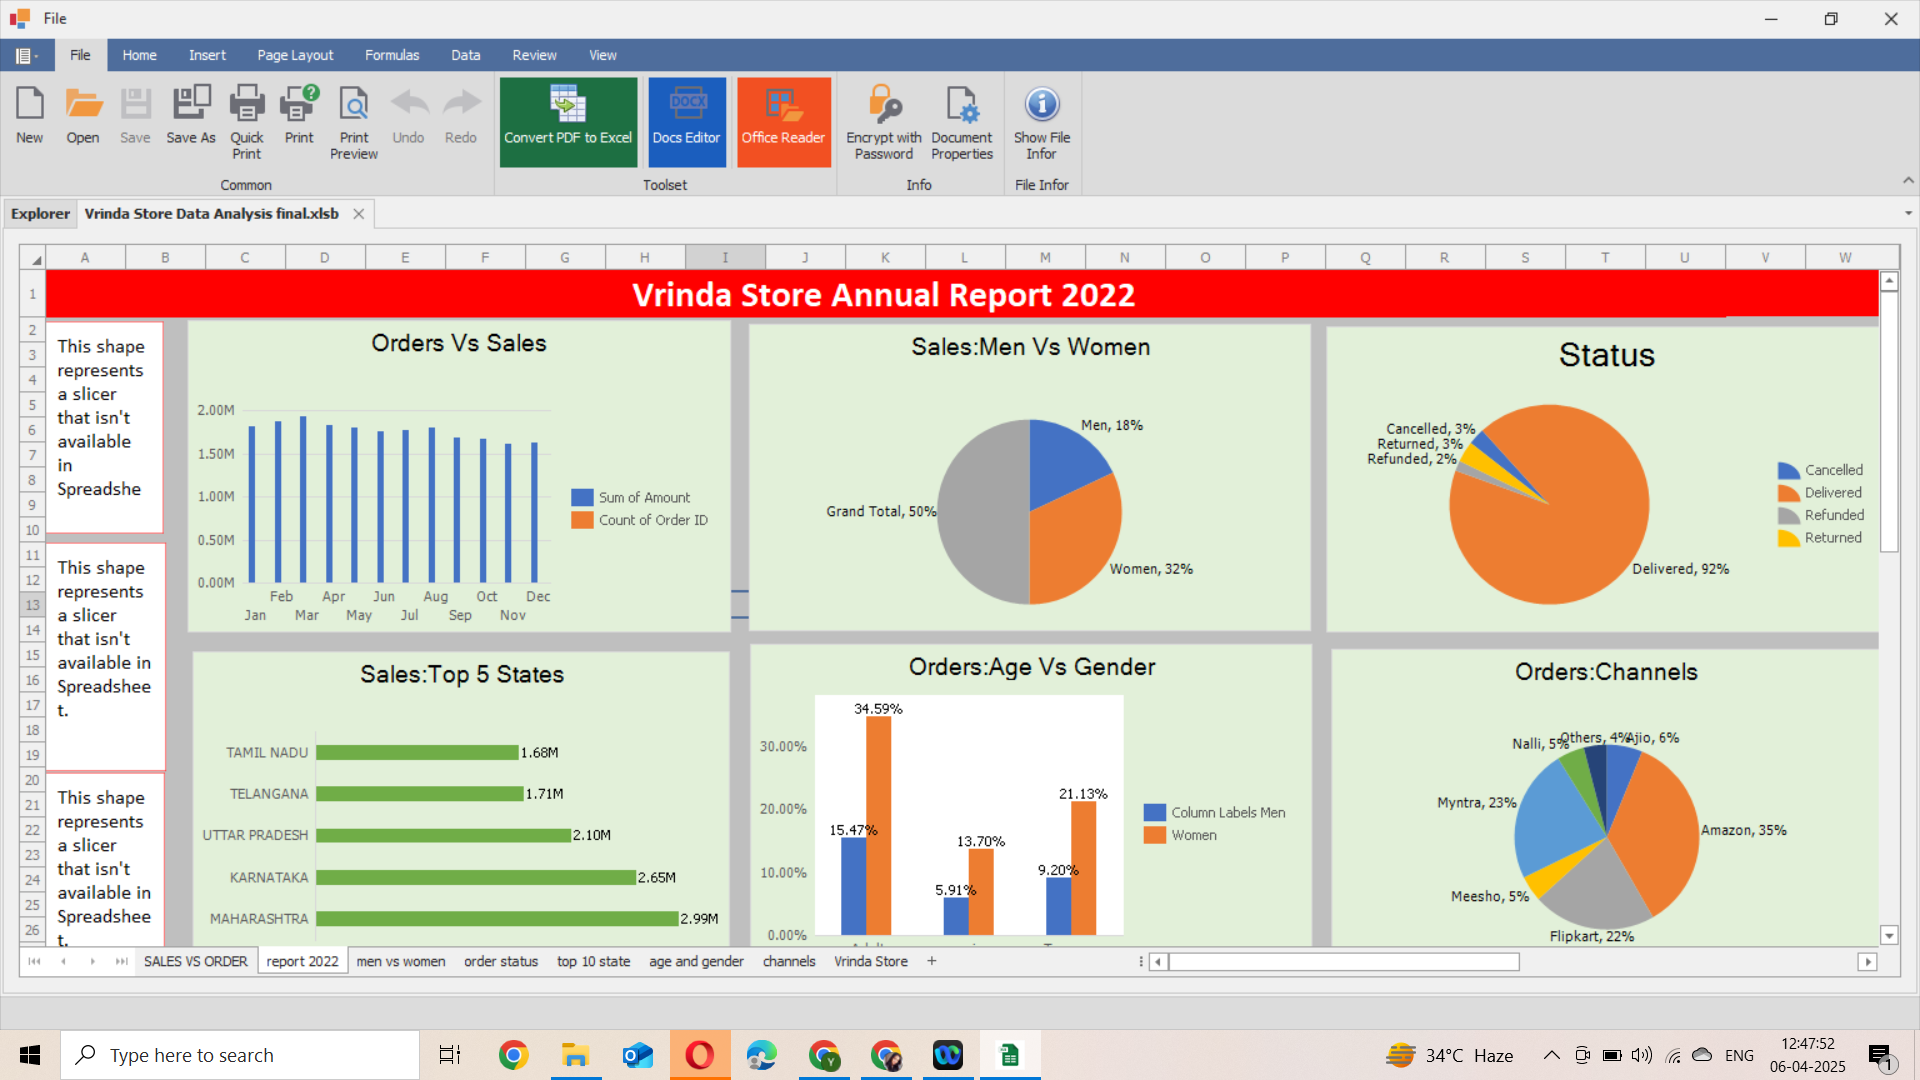 File
File Home Insert Page Layout Formulas Data Review View
New Open Save Save As Quick Print Print Print Preview Undo Redo Convert PDF to Excel Docs Editor DOCX Office Reader Encrypt with Password Document Properties Show File Infor
Common Toolset Info File Infor
Explorer Vrinda Store Data Analysis final.xlsb
A B C D E F G H I J K L M N O P Q R S T U V W
1 2 3 4 5 6 7 8 9 10 11 12 13 14 15 16 17 18 19 20 21 22 23 24 25 26
Vrinda Store Annual Report 2022
This shape
represents
a slicer
that isn't
available
in
Spreadshe
This shape
represents
a slicer
that isn't
available in
Spreadshee
t.
This shape
represents
a slicer
that isn't
available in
Spreadshee
t.
Orders Vs Sales
2.00M
1.50M
1.00M
0.50M
0.00M
Feb Apr Jun Aug Oct Dec
Jan Mar May Jul Sep Nov
Sum of Amount
Count of Order ID
Sales:Men Vs Women
Men, 18%
Grand Total, 50%
Women, 32%
Status
Cancelled, 3%
Returned, 3%
Refunded, 2%
Delivered, 92%
Cancelled
Delivered
Refunded
Returned
Sales:Top 5 States
TAMIL NADU 1.68M
TELANGANA 1.71M
UTTAR PRADESH 2.10M
KARNATAKA 2.65M
MAHARASHTRA 2.99M
Orders:Age Vs Gender
34.59%
30.00%
20.00%
10.00%
0.00%
15.47%
5.91%
13.70%
9.20%
21.13%
Column Labels Men
Women
Orders:Channels
Nalli, 5% Others, 4% Ajio, 6%
Myntra, 23%
Amazon, 35%
Meesho, 5%
Flipkart, 22%
SALES VS ORDER report 2022 men vs women order status top 10 state age and gender channels Vrinda Store +
Type here to search
Y
34°C Haze
ENG
12:47:52
06-04-2025
1